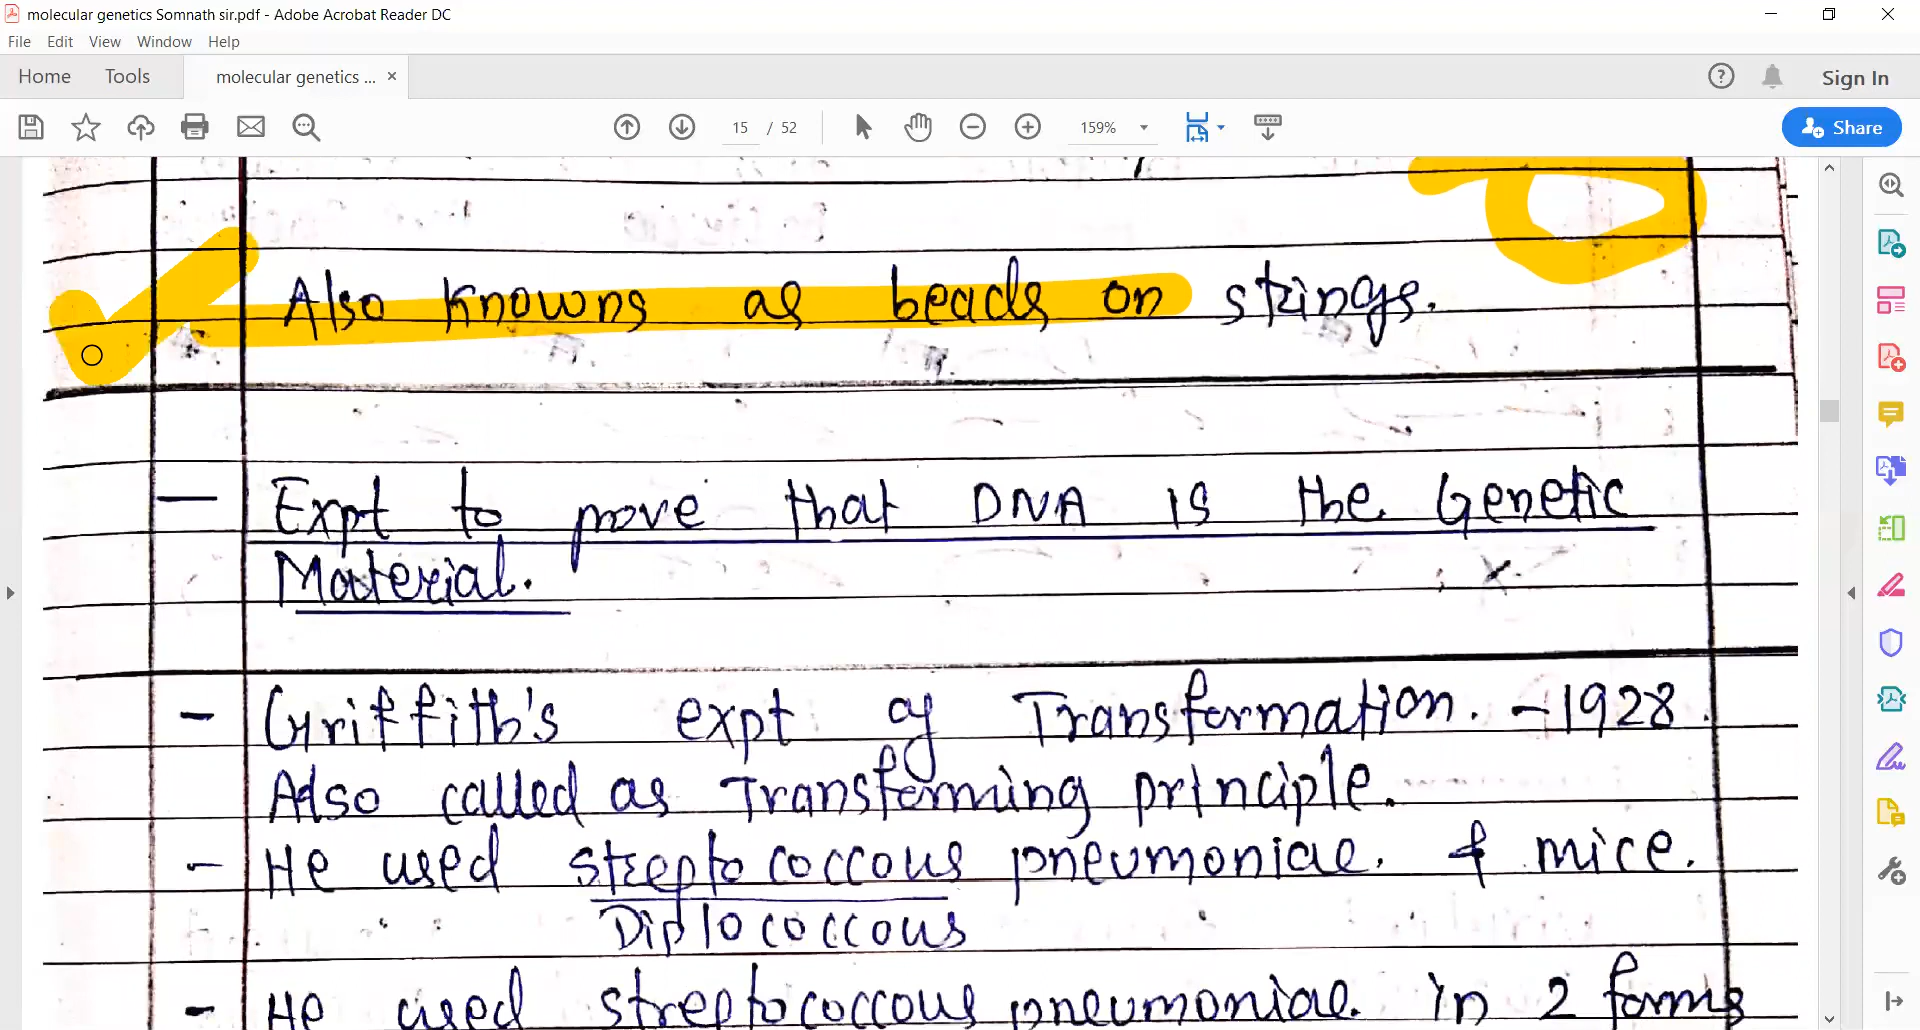 molecular genetics Somnath sir.pdf - Adobe Acrobat Reader DC
File Edit View Window Help
Home Tools molecular genetics ... × Sign In
15 / 52 159% Share
Also knowns as beads on strings.
— Expt to prove that DNA is the Genetic
Material.
- Griffith's expt of Transformation. - 1928.
Also called as Transforming principle.
- He used streptococcous pneumoniae. & mice.
Diplococcous
- He used streptococcous pneumoniae. in 2 forms